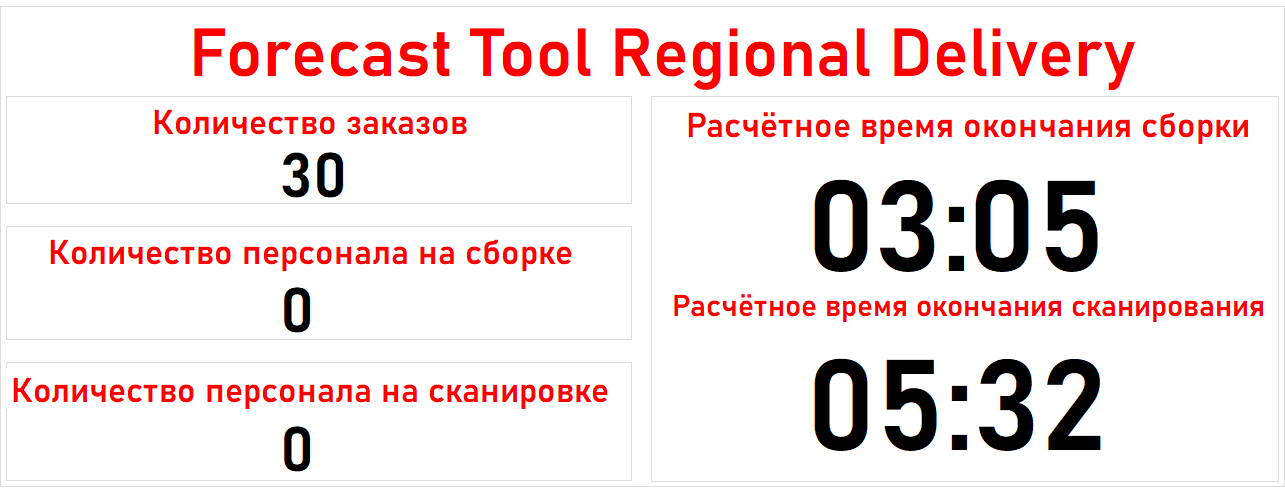 Forecast Tool Regional Delivery
Количество заказов
30
Количество персонала на сборке
0
Количество персонала на сканировке
0
Расчётное время окончания сборки
03:05
Расчётное время окончания сканирования
05:32